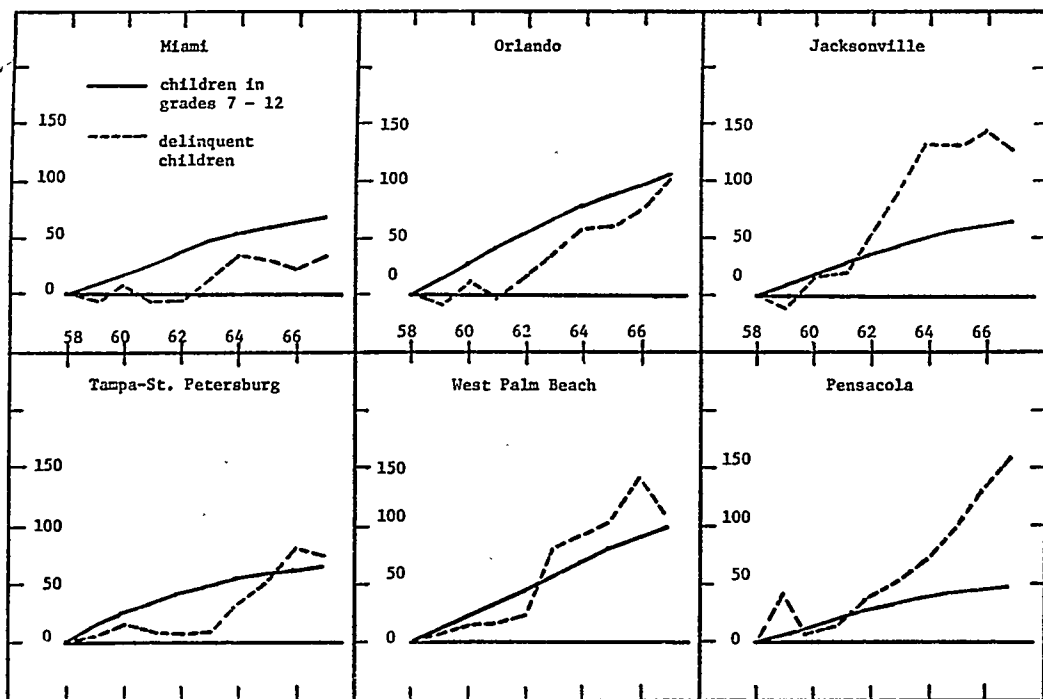 Miami
children in
grades 7 - 12
delinquent
children
150
100
50
0
Orlando
150
100
50
0
Jacksonville
150
100
50
0
58 60 62 64 66
58 60 62 64 66
58 60 62 64 66
Tampa-St. Petersburg
150
100
50
0
West Palm Beach
150
100
50
0
Pensacola
150
100
50
0